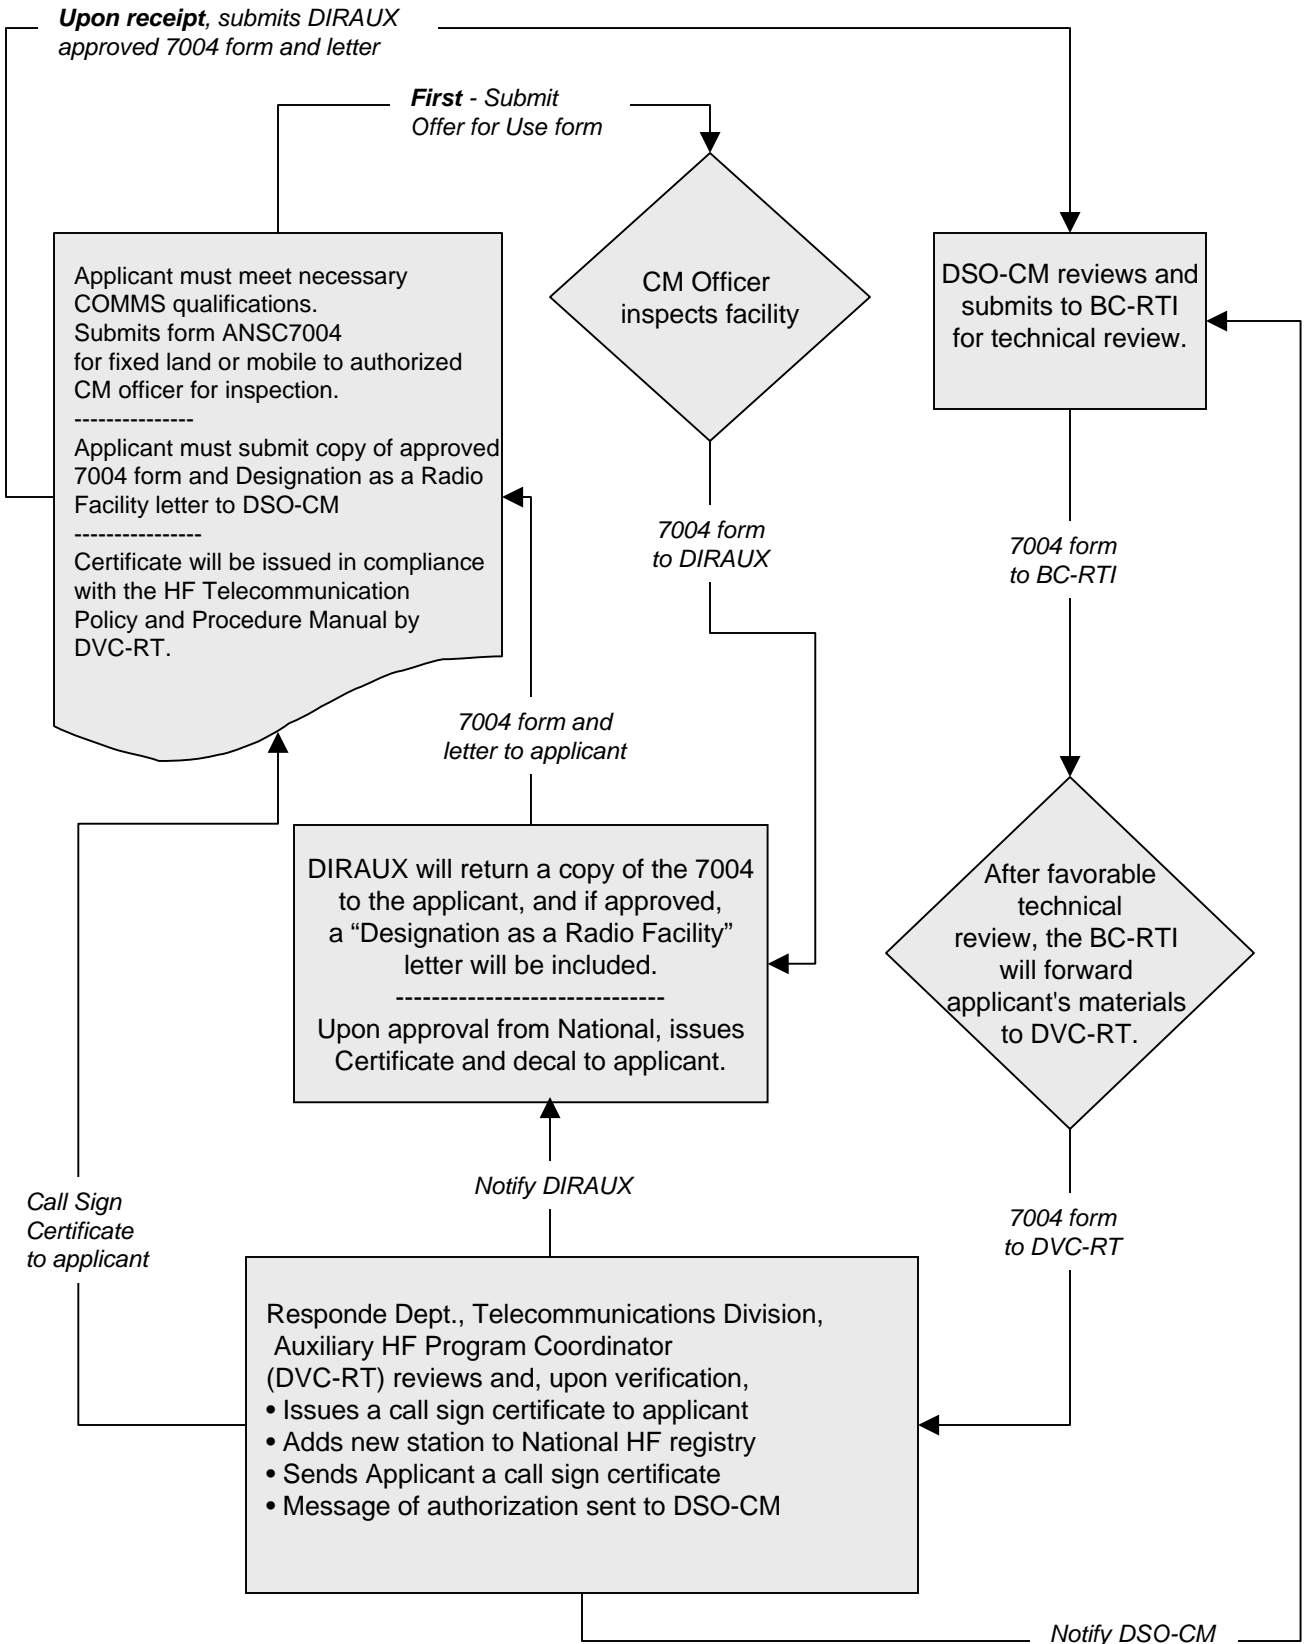 Upon receipt, submits DIRAUX
approved 7004 form and letter
First - Submit
Offer for Use form
Applicant must meet necessary
COMMS qualifications.
Submits form ANSC7004
for fixed land or mobile to authorized
CM officer for inspection.
---------------
Applicant must submit copy of approved
7004 form and Designation as a Radio
Facility letter to DSO-CM
----------------
Certificate will be issued in compliance
with the HF Telecommunication
Policy and Procedure Manual by
DVC-RT.
CM Officer
inspects facility
DSO-CM reviews and
submits to BC-RTI
for technical review.
7004 form
to DIRAUX
7004 form
to BC-RTI
7004 form and
letter to applicant
DIRAUX will return a copy of the 7004
to the applicant, and if approved,
a “Designation as a Radio Facility”
letter will be included.
------------------------------
Upon approval from National, issues
Certificate and decal to applicant.
After favorable
technical
review, the BC-RTI
will forward
applicant's materials
to DVC-RT.
Notify DIRAUX
Call Sign
Certificate
to applicant
7004 form
to DVC-RT
Responde Dept., Telecommunications Division,
Auxiliary HF Program Coordinator
(DVC-RT) reviews and, upon verification,
• Issues a call sign certificate to applicant
• Adds new station to National HF registry
• Sends Applicant a call sign certificate
• Message of authorization sent to DSO-CM
Notify DSO-CM